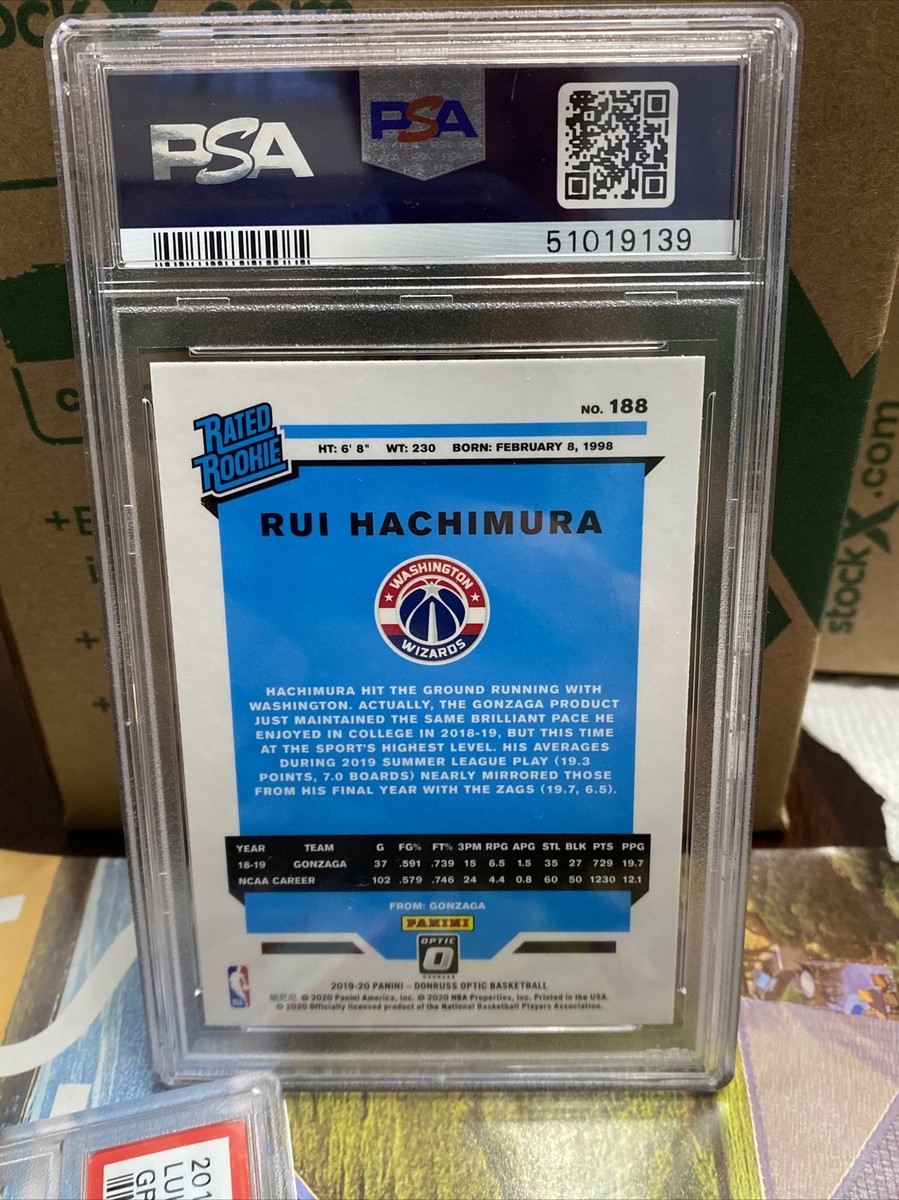 PSA
PSA
51019139
NO. 188
RATED
ROOKIE
HT: 6' 8" WT: 230 BORN: FEBRUARY 8, 1998
RUI HACHIMURA
WASHINGTON
WIZARDS
HACHIMURA HIT THE GROUND RUNNING WITH
WASHINGTON. ACTUALLY, THE GONZAGA PRODUCT
JUST MAINTAINED THE SAME BRILLIANT PACE HE
ENJOYED IN COLLEGE IN 2018-19, BUT THIS TIME
AT THE SPORT'S HIGHEST LEVEL. HIS AVERAGES
DURING 2019 SUMMER LEAGUE PLAY (19.3
POINTS, 7.0 BOARDS) NEARLY MIRRORED THOSE
FROM HIS FINAL YEAR WITH THE ZAGS (19.7, 6.5).
YEAR TEAM G FG% FT% 3PM RPG APG STL BLK PTS PPG
18-19 GONZAGA 37 .591 .739 15 6.5 1.5 35 27 729 19.7
NCAA CAREER 102 .579 .746 24 4.4 0.8 60 50 1230 12.1
FROM: GONZAGA
PANINI
OPTIC
DONRUSS
2019-20 PANINI – DONRUSS OPTIC BASKETBALL
© 2020 Panini America, Inc. © 2020 NBA Properties, Inc. Printed in the USA.
© 2020 Officially licensed product of the National Basketball Players Association.
stockX.com
201
LU
GR